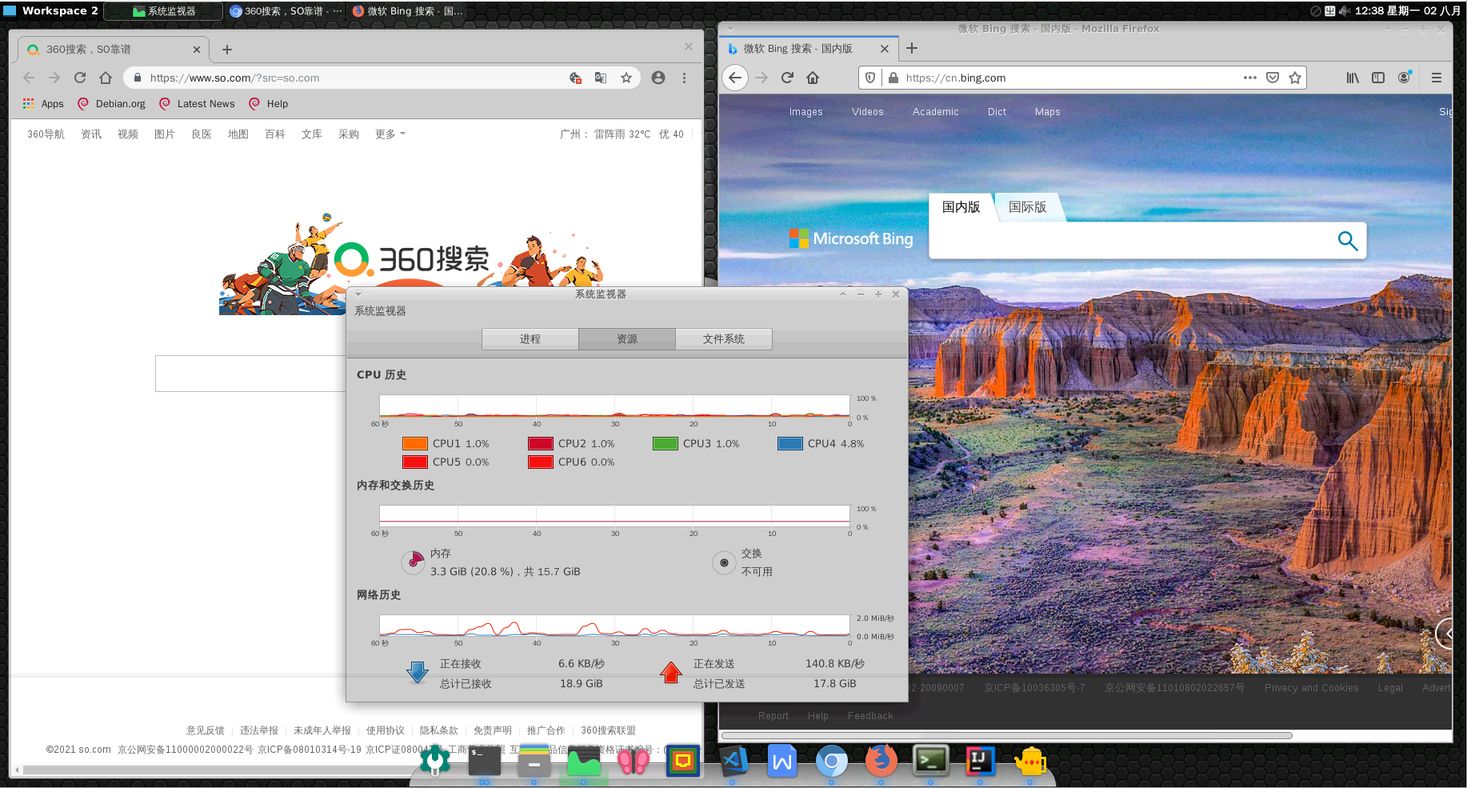 Workspace 2 系统监视器 360搜索，SO靠谱 - ··· 微软 Bing 搜索 - 国... 12:38 星期一 02 八月
360搜索，SO靠谱
https://www.so.com/?src=so.com
Apps Debian.org Latest News Help
360导航 资讯 视频 图片 良医 地图 百科 文库 采购 更多 广州： 雷阵雨 32℃ 优 40
360搜索
微软 Bing 搜索 - 国内版 - Mozilla Firefox
微软 Bing 搜索 - 国内版
https://cn.bing.com
Images Videos Academic Dict Maps Sig
国内版 国际版
Microsoft Bing
系统监视器
系统监视器
进程 资源 文件系统
CPU 历史
100 %
0 %
60 秒 50 40 30 20 10 0
CPU1 1.0% CPU2 1.0% CPU3 1.0% CPU4 4.8%
CPU5 0.0% CPU6 0.0%
内存和交换历史
100 %
0 %
60 秒 50 40 30 20 10 0
内存 交换
3.3 GiB (20.8 %)，共 15.7 GiB 不可用
网络历史
2.0 MiB/秒
0.0 MiB/秒
60 秒 50 40 30 20 10 0
正在接收 6.6 KB/秒 正在发送 140.8 KB/秒
总计已接收 18.9 GiB 总计已发送 17.8 GiB
32-20090007 京ICP备10036305号-7 京公网安备11010802022657号 Privacy and Cookies Legal Advert
Report Help Feedback
意见反馈 违法举报 未成年人举报 使用协议 隐私条款 免责声明 推广合作 360搜索联盟
©2021 so.com 京公网安备11000002000022号 京ICP备08010314号-19 京ICP证0800